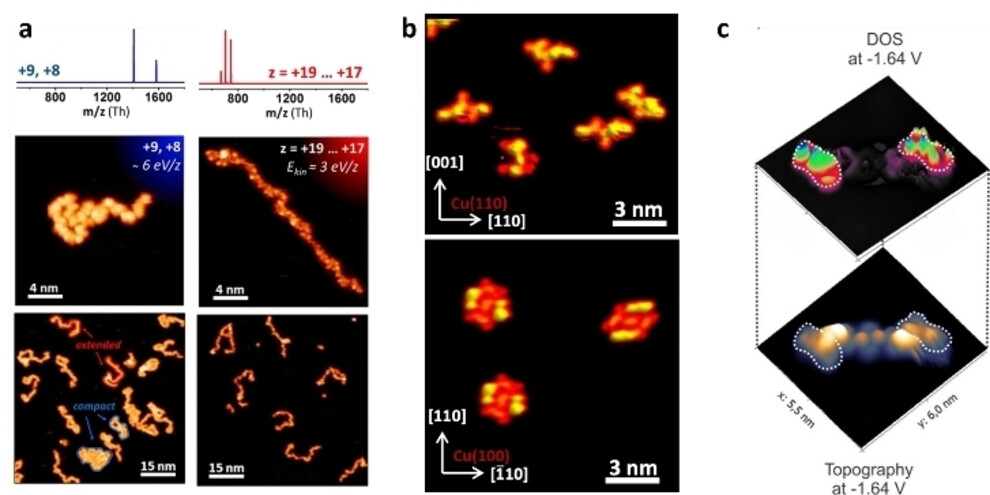 a
+9, +8
800 1200 1600
m/z (Th)
z = +19 ... +17
800 1200 1600
m/z (Th)
+9, +8
~ 6 eV/z
4 nm
z = +19 ... +17
Ekin = 3 eV/z
4 nm
extended
compact
15 nm
15 nm
b
[001]
Cu(110)
[110]
3 nm
[110]
Cu(100)
[1̄10]
3 nm
c
DOS
at -1.64 V
x: 5,5 nm
y: 6,0 nm
Topography
at -1.64 V